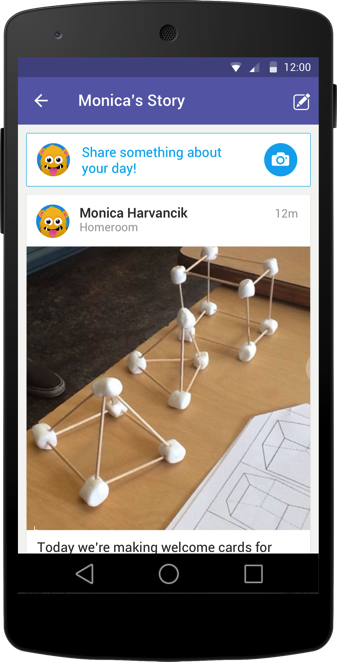 12:00
Monica's Story
Share something about
your day!
Monica Harvancik
12m
Homeroom
Today we're making welcome cards for